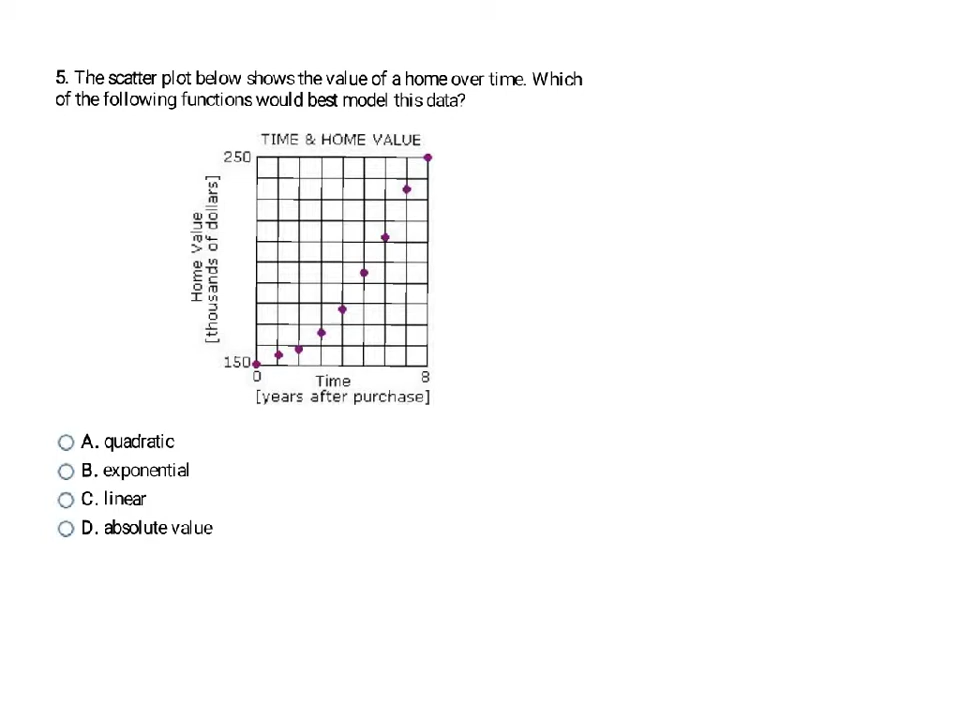 5. The scatter plot below shows the value of a home over time. Which
of the following functions would best model this data?
TIME & HOME VALUE
250
Home Value
[thousands of dollars]
150
0
8
Time
[years after purchase]
A. quadratic
B. exponential
C. linear
D. absolute value